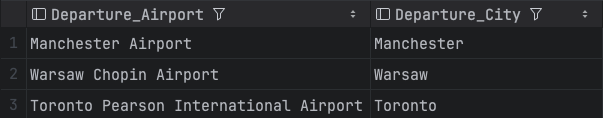 Departure_Airport Departure_City
1 Manchester Airport Manchester
2 Warsaw Chopin Airport Warsaw
3 Toronto Pearson International Airport Toronto